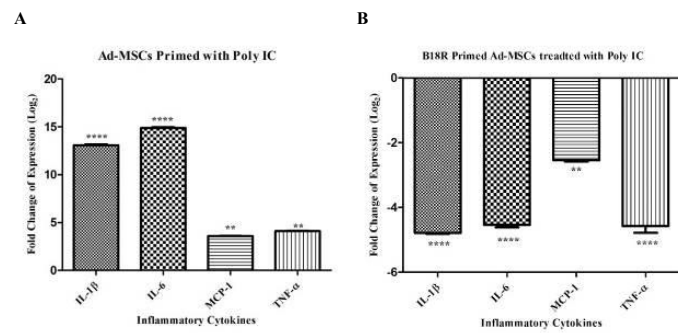 A
Ad-MSCs Primed with Poly IC
Fold Change of Expression (Log2)
20
15
10
5
0
****
****
**
**
IL-1β
IL-6
MCP-1
TNF-α
Inflammatory Cytokines
B
B18R Primed Ad-MSCs treadted with Poly IC
Fold Change of Expression (Log2)
0
-2
-4
-6
****
****
**
****
IL-1β
IL-6
MCP-1
TNF-α
Inflammatory Cytokines